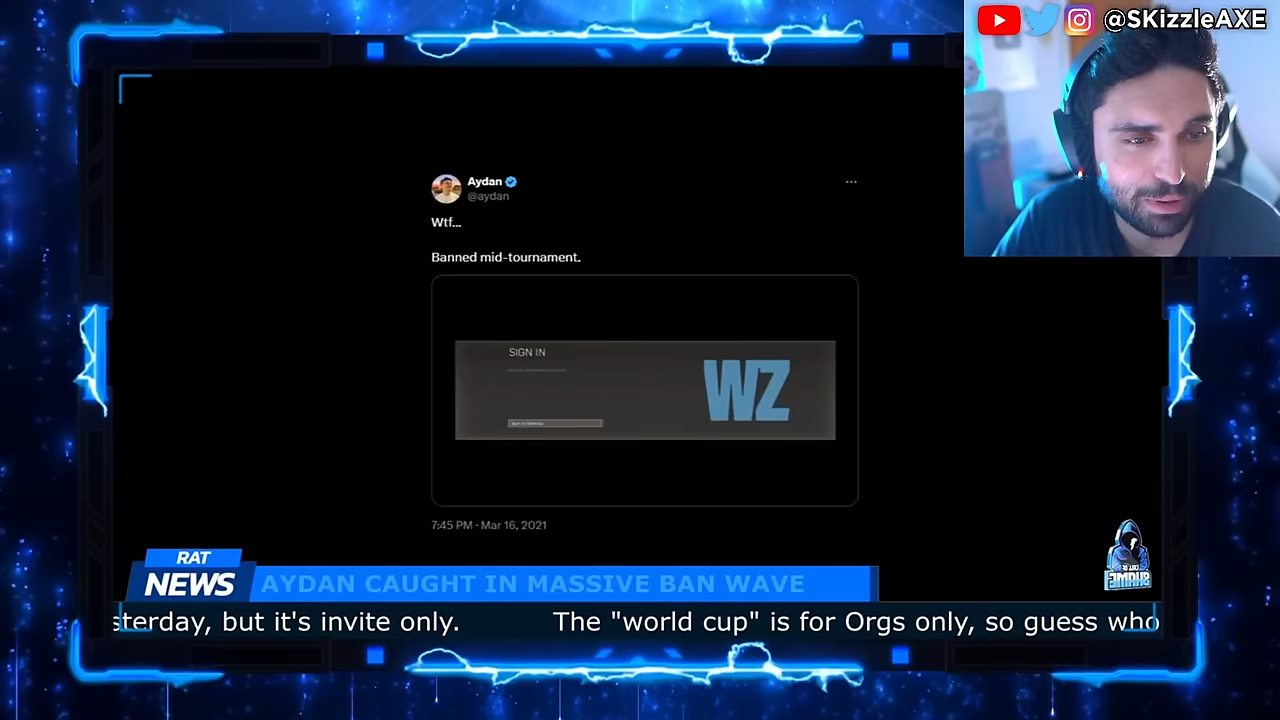 @SKizzleAXE
Aydan
@aydan
Wtf...
Banned mid-tournament.
SIGN IN
WZ
7:45 PM · Mar 16, 2021
RAT
NEWS
AYDAN CAUGHT IN MASSIVE BAN WAVE
sterday, but it's invite only. The "world cup" is for Orgs only, so guess who